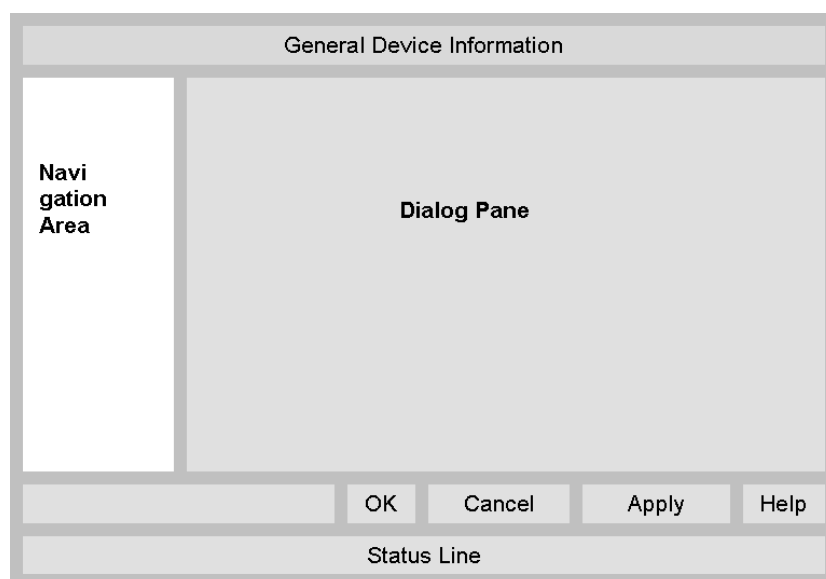 General Device Information
Navi
gation
Area
Dialog Pane
OK Cancel Apply Help
Status Line